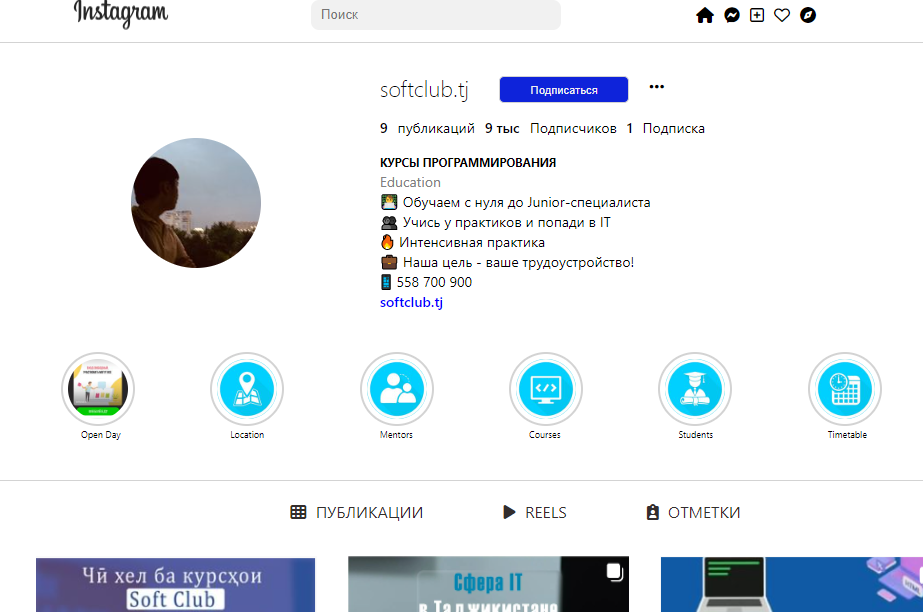 Instagram
Поиск
softclub.tj
Подписаться
9 публикаций 9 тыс Подписчиков 1 Подписка
КУРСЫ ПРОГРАММИРОВАНИЯ
Education
Обучаем с нуля до Junior-специалиста
Учись у практиков и попади в IT
Интенсивная практика
Наша цель - ваше трудоустройство!
558 700 900
softclub.tj
Open Day
Location
Mentors
Courses
Students
Timetable
ПУБЛИКАЦИИ
REELS
ОТМЕТКИ
Чӣ хел ба курсҳои
Soft Club
Сфера IT
в Таджикистане